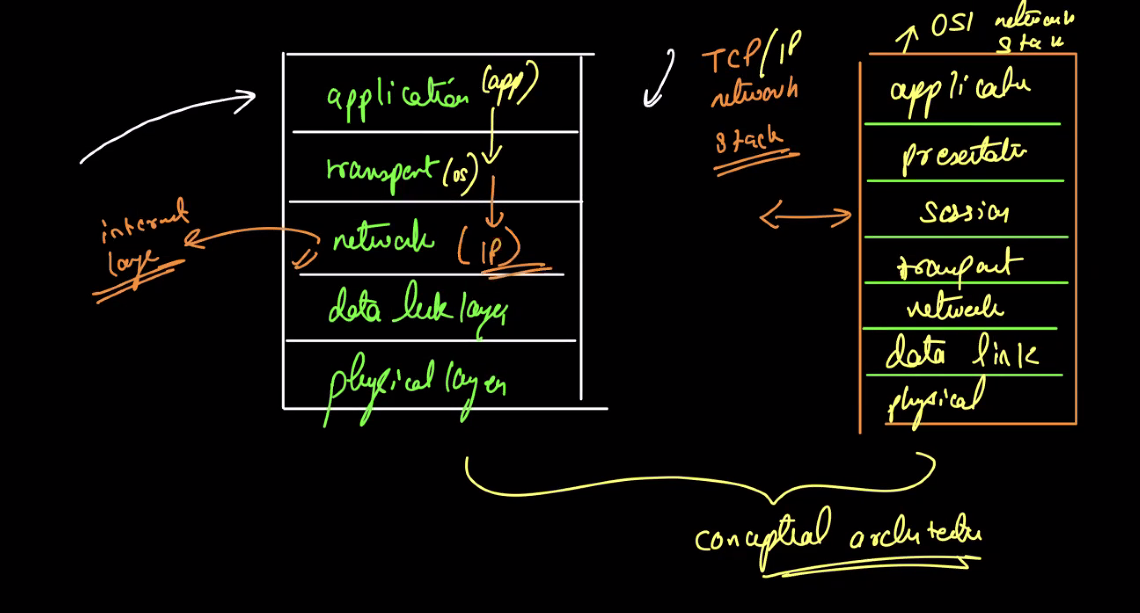 application (app)
transport (os)
network (IP)
data link layer
physical layer
internet
layer
TCP/IP
network
stack
OSI network
stack
applicatn
presentatn
session
transport
network
data link
physical
conceptual architectu